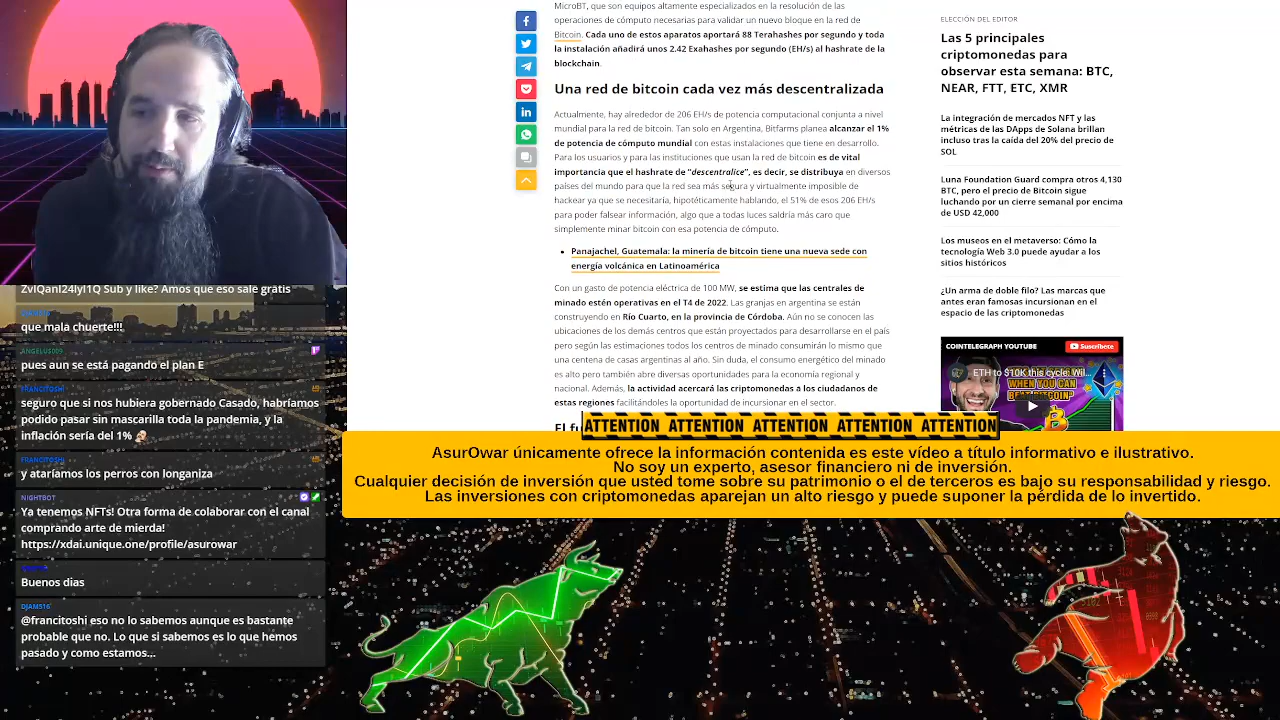 MicroBT, que son equipos altamente especializados en la resolución de las
operaciones de cómputo necesarias para validar un nuevo bloque en la red de
Bitcoin. Cada uno de estos aparatos aportará 88 Terahashes por segundo y toda
la instalación añadirá unos 2.42 Exahashes por segundo (EH/s) al hashrate de la
blockchain.
Una red de bitcoin cada vez más descentralizada
Actualmente, hay alrededor de 206 EH/s de potencia computacional conjunta a nivel
mundial para la red de bitcoin. Tan solo en Argentina, Bitfarms planea alcanzar el 1%
de potencia de cómputo mundial con estas instalaciones que tiene en desarrollo.
Para los usuarios y para las instituciones que usan la red de bitcoin es de vital
importancia que el hashrate de “descentralice”, es decir, se distribuya en diversos
países del mundo para que la red sea más segura y virtualmente imposible de
hackear ya que se necesitaría, hipotéticamente hablando, el 51% de esos 206 EH/s
para poder falsear información, algo que a todas luces saldría más caro que
simplemente minar bitcoin con esa potencia de cómputo.
Panajachel, Guatemala: la minería de bitcoin tiene una nueva sede con
energía volcánica en Latinoamérica
Con un gasto de potencia eléctrica de 100 MW, se estima que las centrales de
minado estén operativas en el T4 de 2022. Las granjas en argentina se están
construyendo en Río Cuarto, en la provincia de Córdoba. Aún no se conocen las
ubicaciones de los demás centros que están proyectados para desarrollarse en el país
pero según las estimaciones todos los centros de minado consumirán lo mismo que
una centena de casas argentinas al año. Sin duda, el consumo energético del minado
es alto pero también abre diversas oportunidades para la economía regional y
nacional. Además, la actividad acercará las criptomonedas a los ciudadanos de
estas regiones facilitándoles la oportunidad de incursionar en el sector.
ELECCIÓN DEL EDITOR
Las 5 principales
criptomonedas para
observar esta semana: BTC,
NEAR, FTT, ETC, XMR
La integración de mercados NFT y las
métricas de las DApps de Solana brillan
incluso tras la caída del 20% del precio de
SOL
Luna Foundation Guard compra otros 4,130
BTC, pero el precio de Bitcoin sigue
luchando por un cierre semanal por encima
de USD 42,000
Los museos en el metaverso: Cómo la
tecnología Web 3.0 puede ayudar a los
sitios históricos
¿Un arma de doble filo? Las marcas que
antes eran famosas incursionan en el
espacio de las criptomonedas
COINTELEGRAPH YOUTUBE
Suscríbete
ETH to $10K this cycle: Wil...
WHEN YOU CAN
Sub y like? Amos que eso sale gratis
que mala chuerte!!!
ANGELUS009
pues aun se está pagando el plan E
FRANCITOSHI
seguro que si nos hubiera gobernado Casado, habríamos
podido pasar sin mascarilla toda la pandemia, y la
inflación sería del 1%
FRANCITOSHI
y ataríamos los perros con longaniza
NIGHTBOT
Ya tenemos NFTs! Otra forma de colaborar con el canal
comprando arte de mierda!
https://xdai.unique.one/profile/asurowar
Buenos dias
DJAM516
@francitoshi eso no lo sabemos aunque es bastante
probable que no. Lo que si sabemos es lo que hemos
pasado y como estamos...
ATTENTION ATTENTION ATTENTION ATTENTION ATTENTION
AsurOwar únicamente ofrece la información contenida es este vídeo a título informativo e ilustrativo.
No soy un experto, asesor financiero ni de inversión.
Cualquier decisión de inversión que usted tome sobre su patrimonio o el de terceros es bajo su responsabilidad y riesgo.
Las inversiones con criptomonedas aparejan un alto riesgo y puede suponer la pérdida de lo invertido.